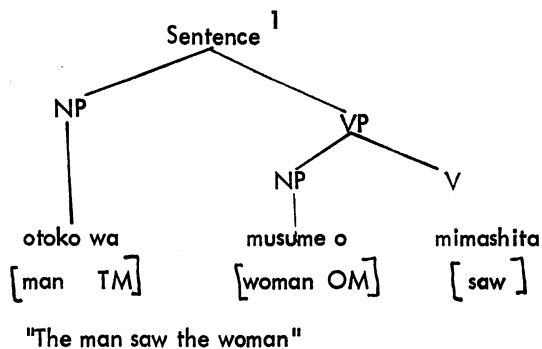 Sentence 1
NP
VP
NP V
otoko wa musume o mimashita
[man TM] [woman OM] [saw]
"The man saw the woman"